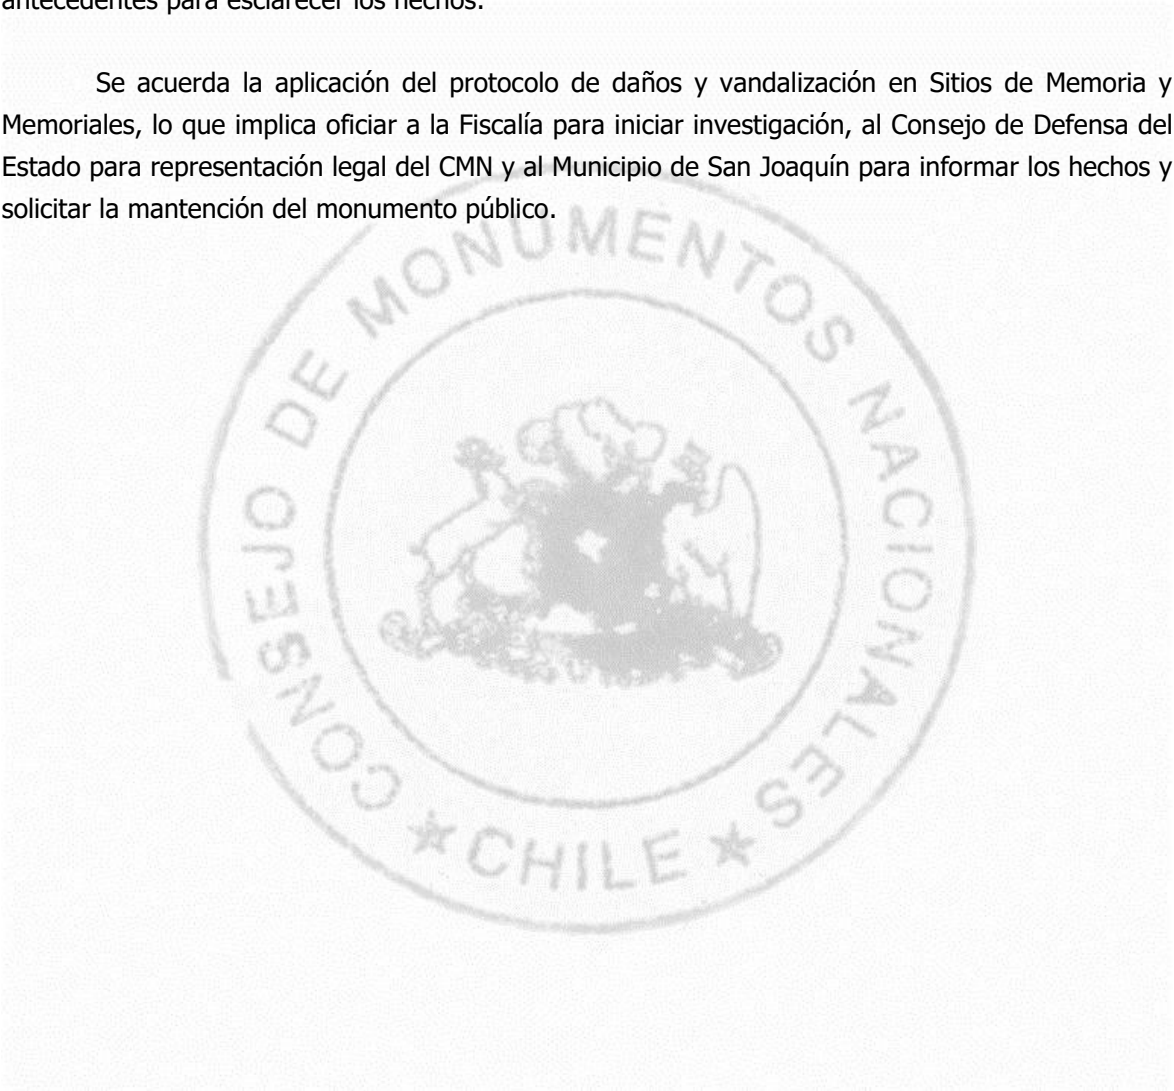 antecedentes para esclarecer los hechos.
Se acuerda la aplicación del protocolo de daños y vandalización en Sitios de Memoria y
Memoriales, lo que implica oficiar a la Fiscalía para iniciar investigación, al Consejo de Defensa del
Estado para representación legal del CMN y al Municipio de San Joaquín para informar los hechos y
solicitar la mantención del monumento público.
CONSEJO DE MONUMENTOS NACIONALES
★ CHILE ★